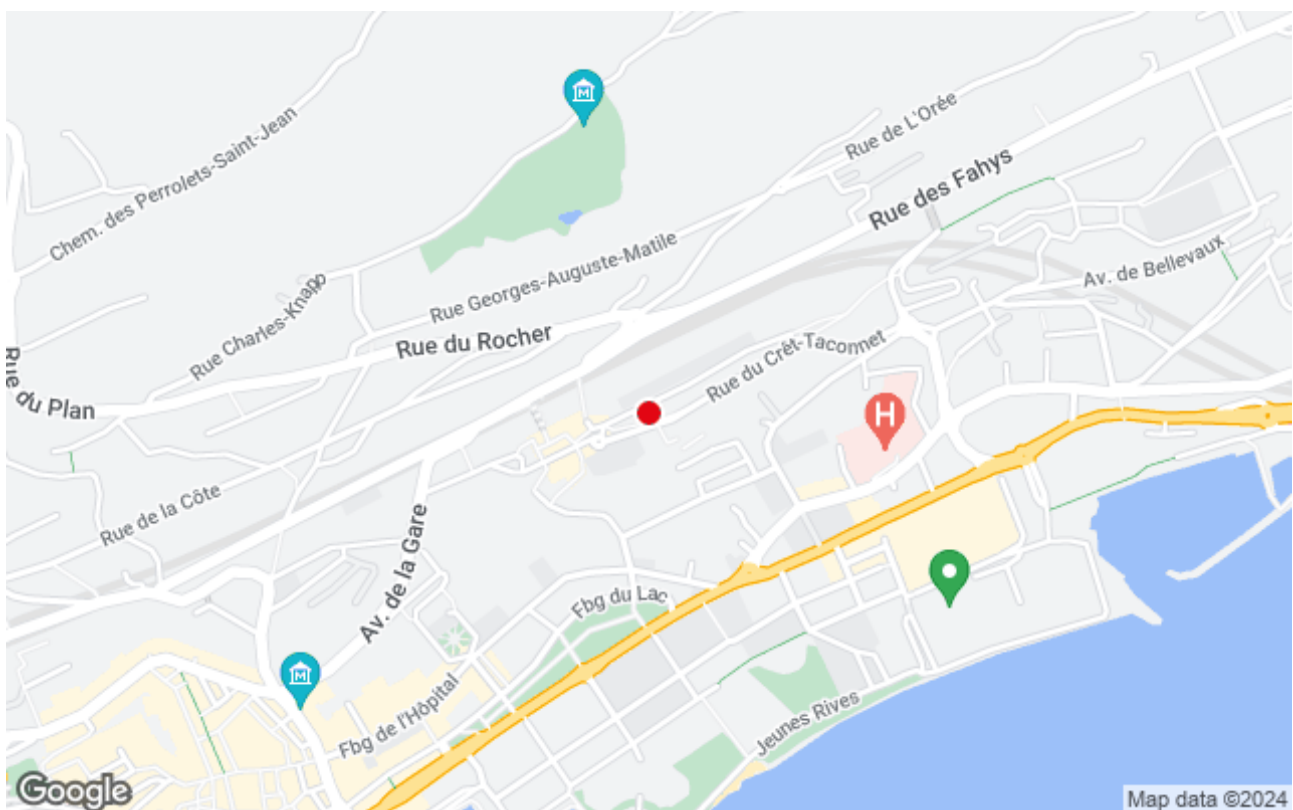 Chem. des Perrolets-Saint-Jean
M
Rue de L'Orée
Rue des Fahys
Rue Georges-Auguste-Matile
Av. de Bellevaux
Rue Charles-Knapp
Rue du Rocher
Rue du Crêt-Taconnet
Rue du Plan
H
Rue de la Côte
Av. de la Gare
Fbg du Lac
M
Fbg de l'Hôpital
Jeunes Rives
Google
Map data ©2024